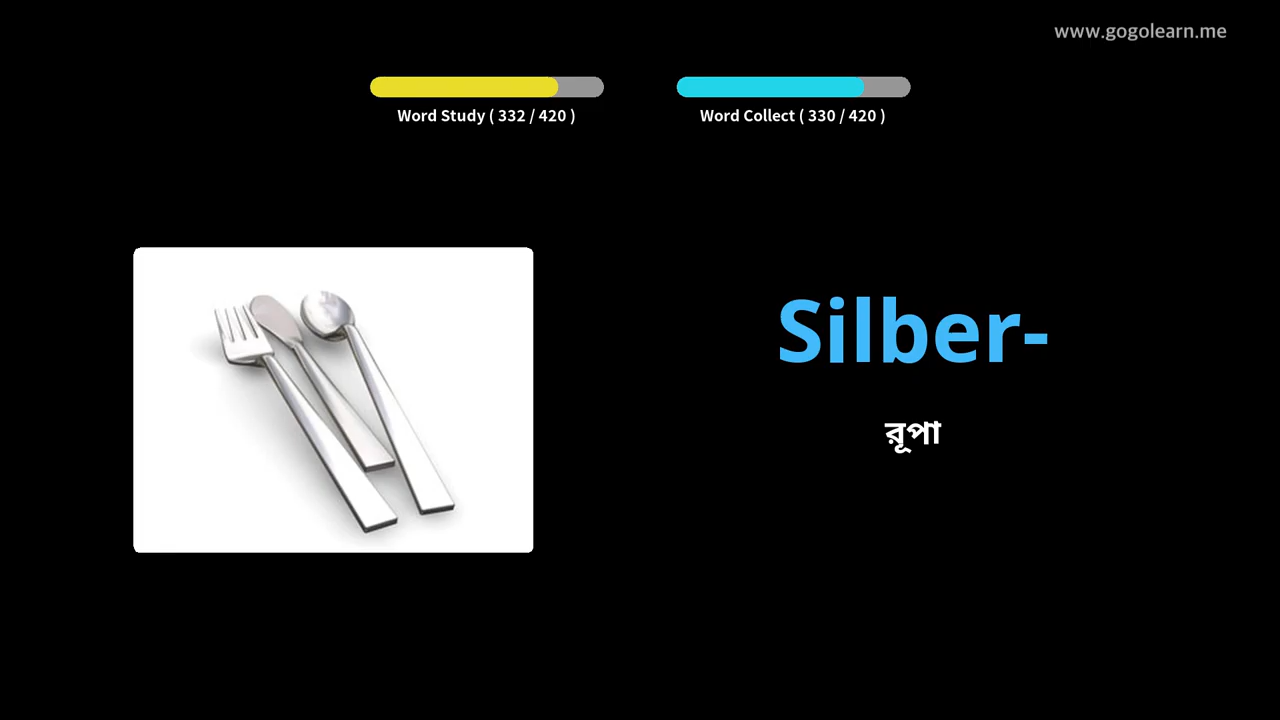 www.gogolearn.me
Word Study ( 332 / 420 )
Word Collect ( 330 / 420 )
Silber-
রূপা